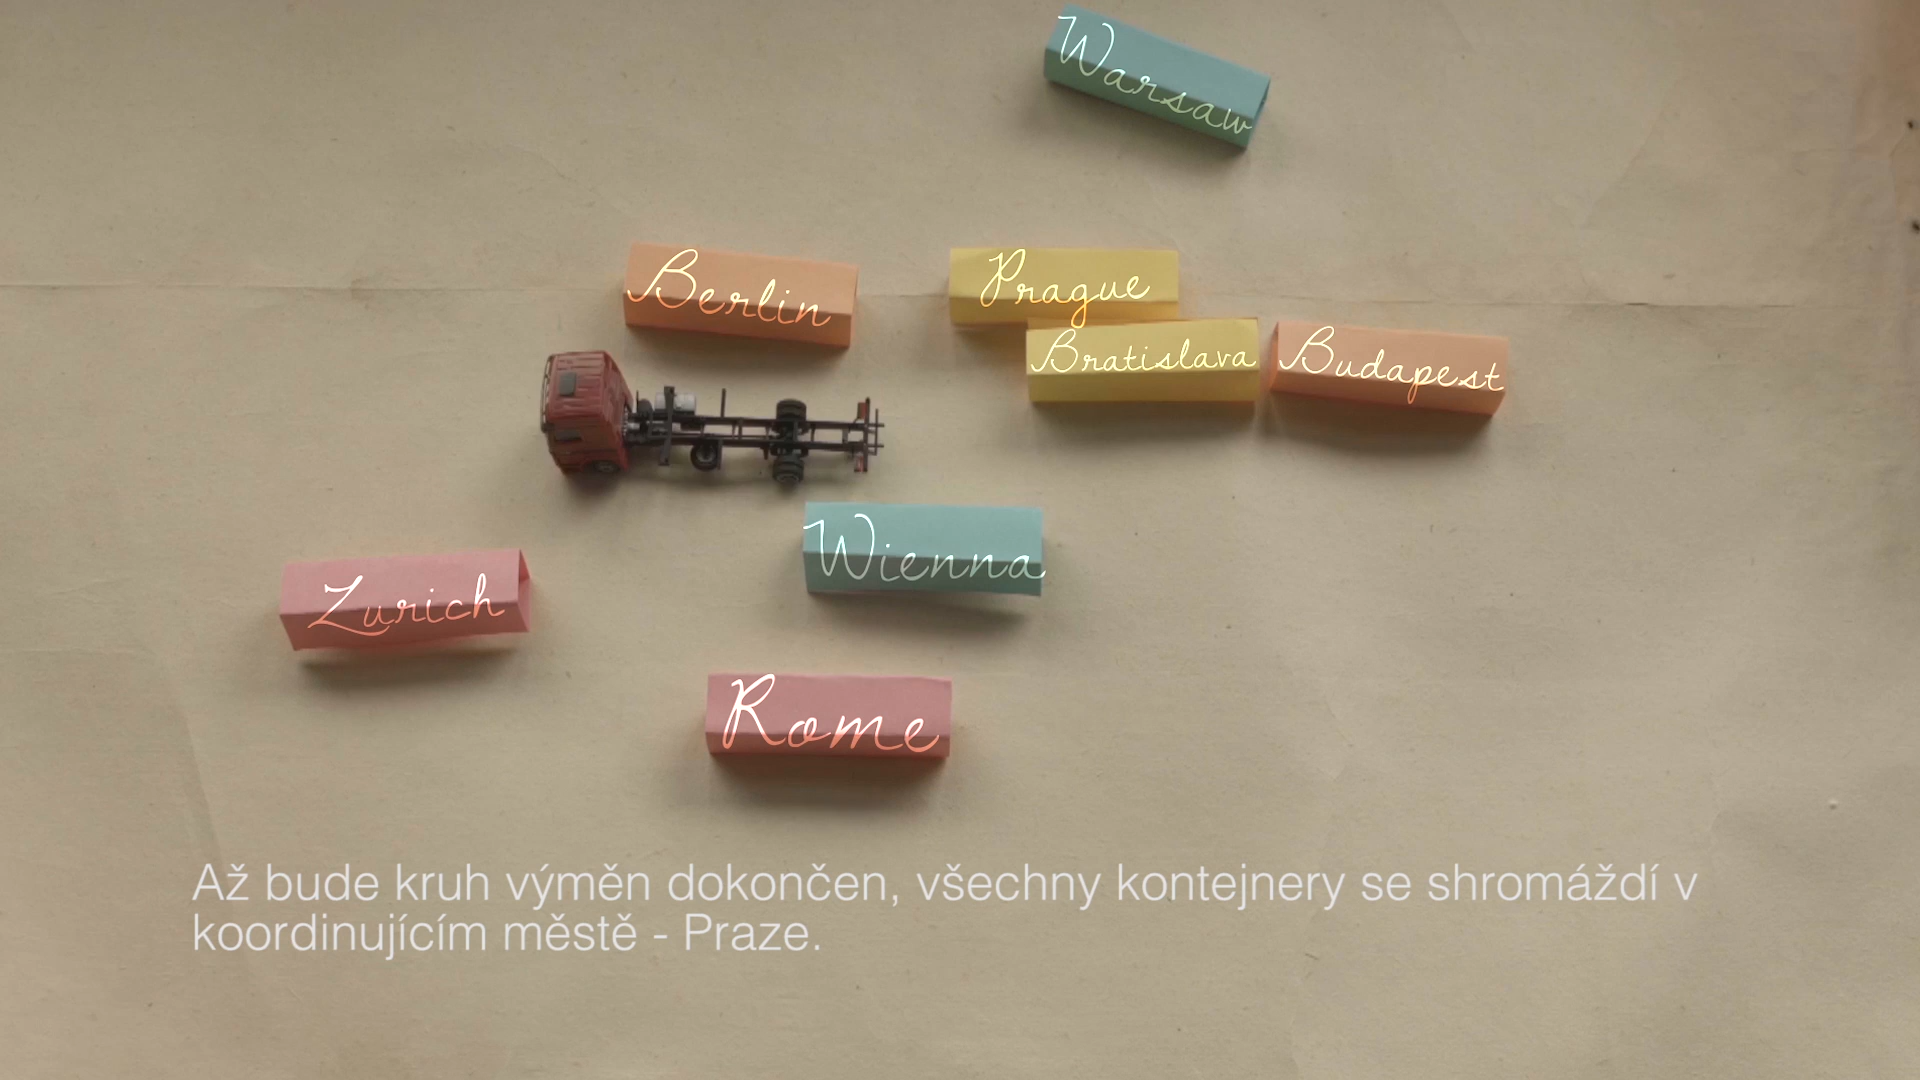 Warsaw
Berlin
Prague
Bratislava
Budapest
Wienna
Zurich
Rome
Až bude kruh výměn dokončen, všechny kontejnery se shromáždí v
koordinujícím městě - Praze.